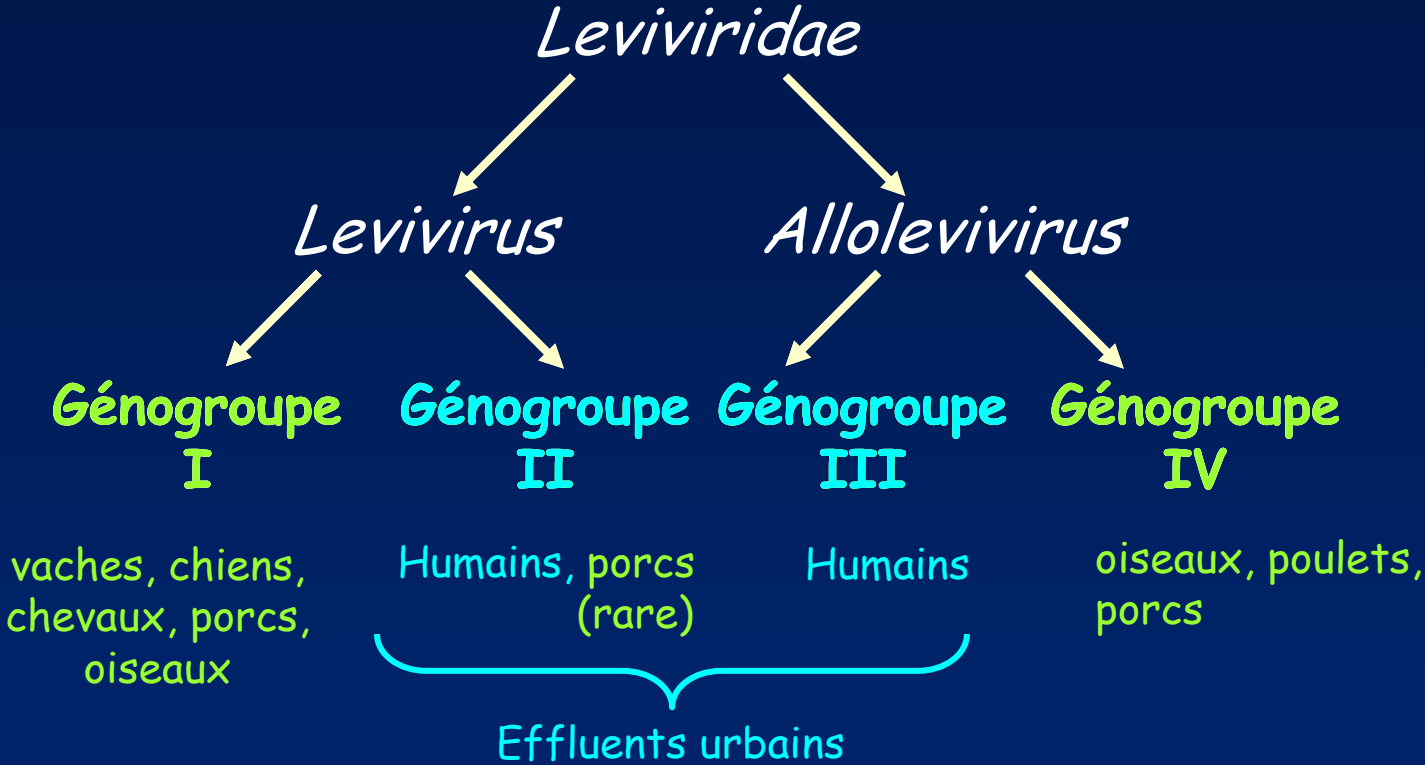 Leviviridae
Levivirus
Allolevivirus
Génogroupe
I
Génogroupe
II
Génogroupe
III
Génogroupe
IV
vaches, chiens,
chevaux, porcs,
oiseaux
Humains, porcs
(rare)
Humains
oiseaux, poulets,
porcs
Effluents urbains